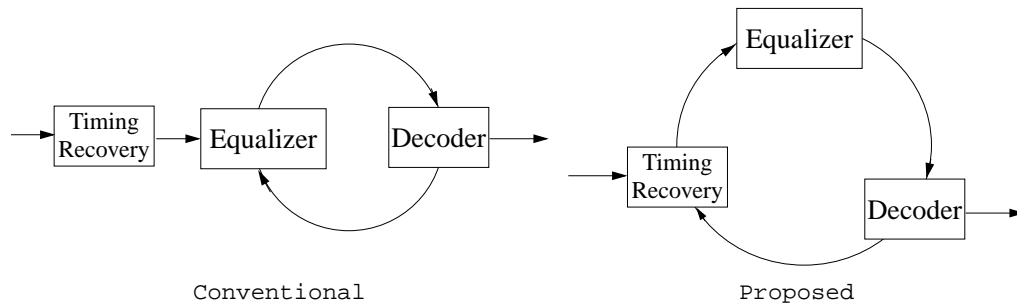 Timing
Recovery
Equalizer
Decoder
Conventional
Equalizer
Timing
Recovery
Decoder
Proposed